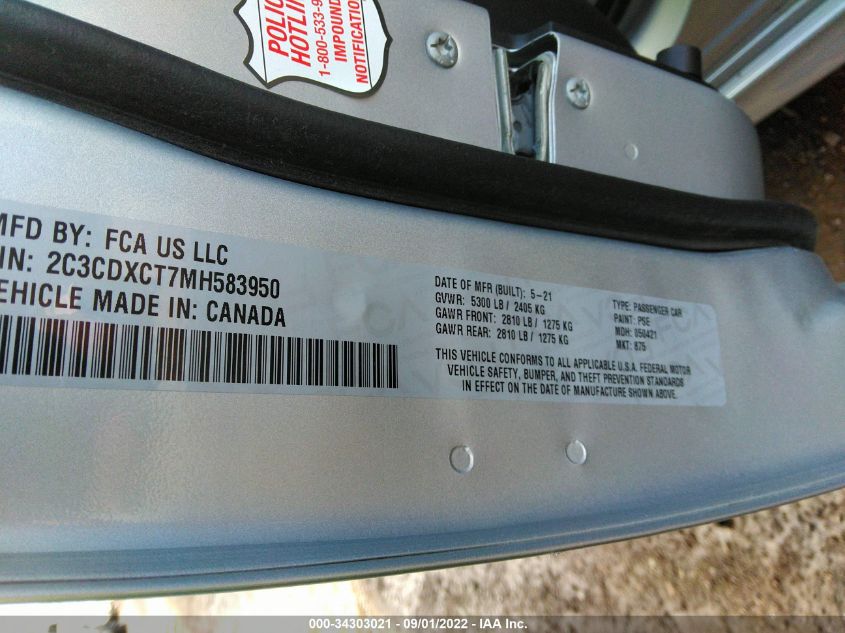 POLIC
HOTLIN
1-800-533-9
IMPOUND
NOTIFICATION
MFD BY: FCA US LLC
IN: 2C3CDXCT7MH583950
EHICLE MADE IN: CANADA
DATE OF MFR (BUILT): 5-21
GVWR: 5300 LB / 2405 KG
GAWR FRONT: 2810 LB / 1275 KG
GAWR REAR: 2810 LB / 1275 KG
TYPE: PASSENGER CAR
PAINT: PSE
MDH: 050421
MKT: 875
THIS VEHICLE CONFORMS TO ALL APPLICABLE U.S.A. FEDERAL MOTOR
VEHICLE SAFETY, BUMPER, AND THEFT PREVENTION STANDARDS
IN EFFECT ON THE DATE OF MANUFACTURE SHOWN ABOVE.
000-34303021 - 09/01/2022 - IAA Inc.